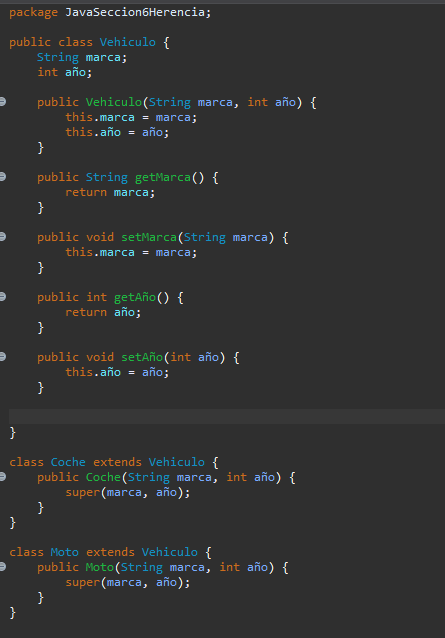 package JavaSeccion6Herencia;
public class Vehiculo {
String marca;
int año;
public Vehiculo(String marca, int año) {
this.marca = marca;
this.año = año;
}
public String getMarca() {
return marca;
}
public void setMarca(String marca) {
this.marca = marca;
}
public int getAño() {
return año;
}
public void setAño(int año) {
this.año = año;
}
}
class Coche extends Vehiculo {
public Coche(String marca, int año) {
super(marca, año);
}
}
class Moto extends Vehiculo {
public Moto(String marca, int año) {
super(marca, año);
}
}